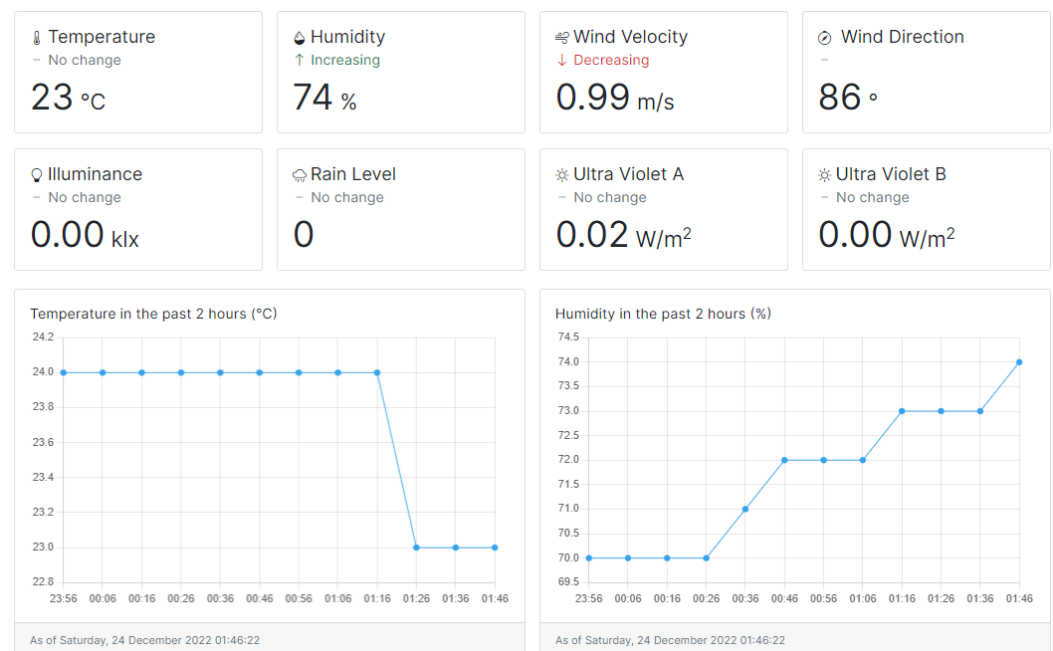 Temperature
– No change
23 °C
Humidity
↑ Increasing
74 %
Wind Velocity
↓ Decreasing
0.99 m/s
Wind Direction
–
86 °
Illuminance
– No change
0.00 klx
Rain Level
– No change
0
Ultra Violet A
– No change
0.02 W/m²
Ultra Violet B
– No change
0.00 W/m²
Temperature in the past 2 hours (°C)
24.2
24.0
23.8
23.6
23.4
23.2
23.0
22.8
23:56 00:06 00:16 00:26 00:36 00:46 00:56 01:06 01:16 01:26 01:36 01:46
As of Saturday, 24 December 2022 01:46:22
Humidity in the past 2 hours (%)
74.5
74.0
73.5
73.0
72.5
72.0
71.5
71.0
70.5
70.0
69.5
23:56 00:06 00:16 00:26 00:36 00:46 00:56 01:06 01:16 01:26 01:36 01:46
As of Saturday, 24 December 2022 01:46:22